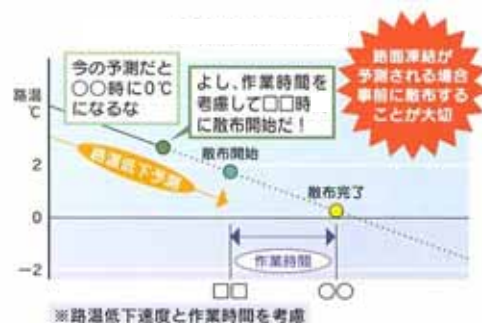 今の予測だと
○○時に0℃
になるな
よし、作業時間を
考慮して□□時
に散布開始だ！
路面凍結が
予測される場合
事前に散布する
ことが大切
路温
℃
2
0
−2
路温低下予測
散布開始
散布完了
作業時間
□□
○○
※路温低下速度と作業時間を考慮